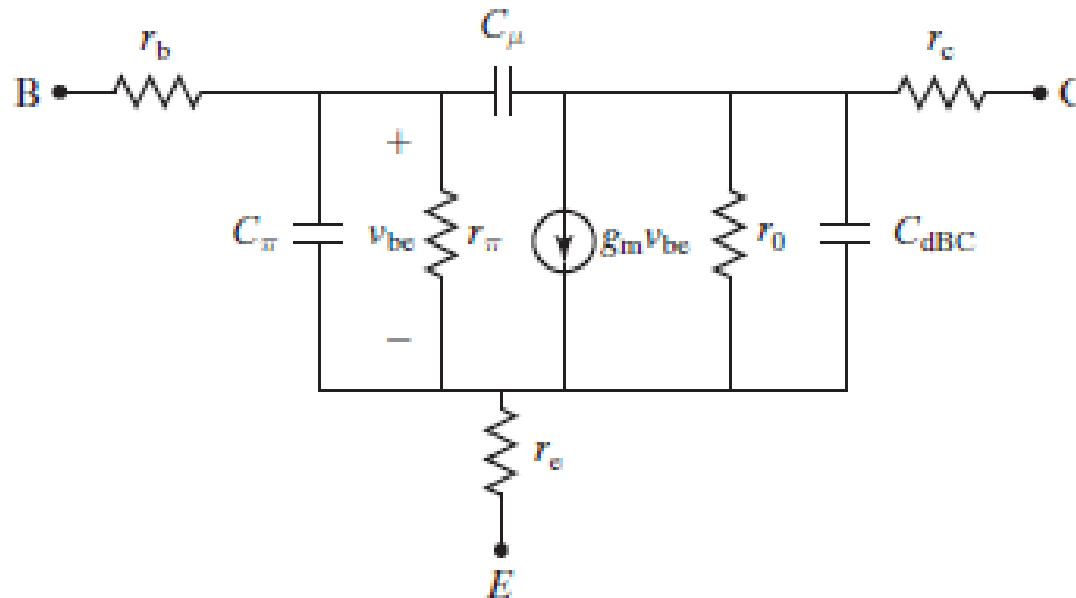 C_μ
r_b
r_c
B
C
+
C_π
v_be
r_π
g_m v_be
r_0
C_dBC
−
r_e
E